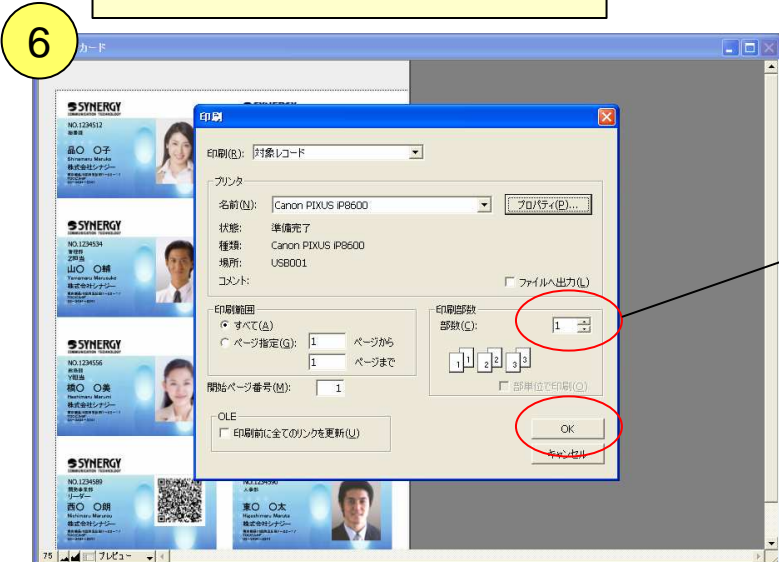 6
カード
SYNERGY
NO.1234512
品〇 〇子
株式会社シナジー
SYNERGY
NO.1234534
山〇 〇輔
株式会社シナジー
SYNERGY
NO.1234556
横〇 〇美
株式会社シナジー
SYNERGY
NO.1234589
リーダー
西〇 〇朗
株式会社シナジー
東〇 〇太
株式会社シナジー
印刷
印刷(R): 対象レコード
プリンタ
名前(N): Canon PIXUS iP8600 プロパティ(P)...
状態: 準備完了
種類: Canon PIXUS iP8600
場所: USB001
コメント: ファイルへ出力(L)
印刷範囲
すべて(A)
ページ指定(G): 1 ページから
1 ページまで
開始ページ番号(M): 1
印刷部数
部数(C): 1
1 1 2 2 3 3
部単位で印刷(O)
OLE
印刷前に全てのリンクを更新(U)
OK
キャンセル
75 プレビュー